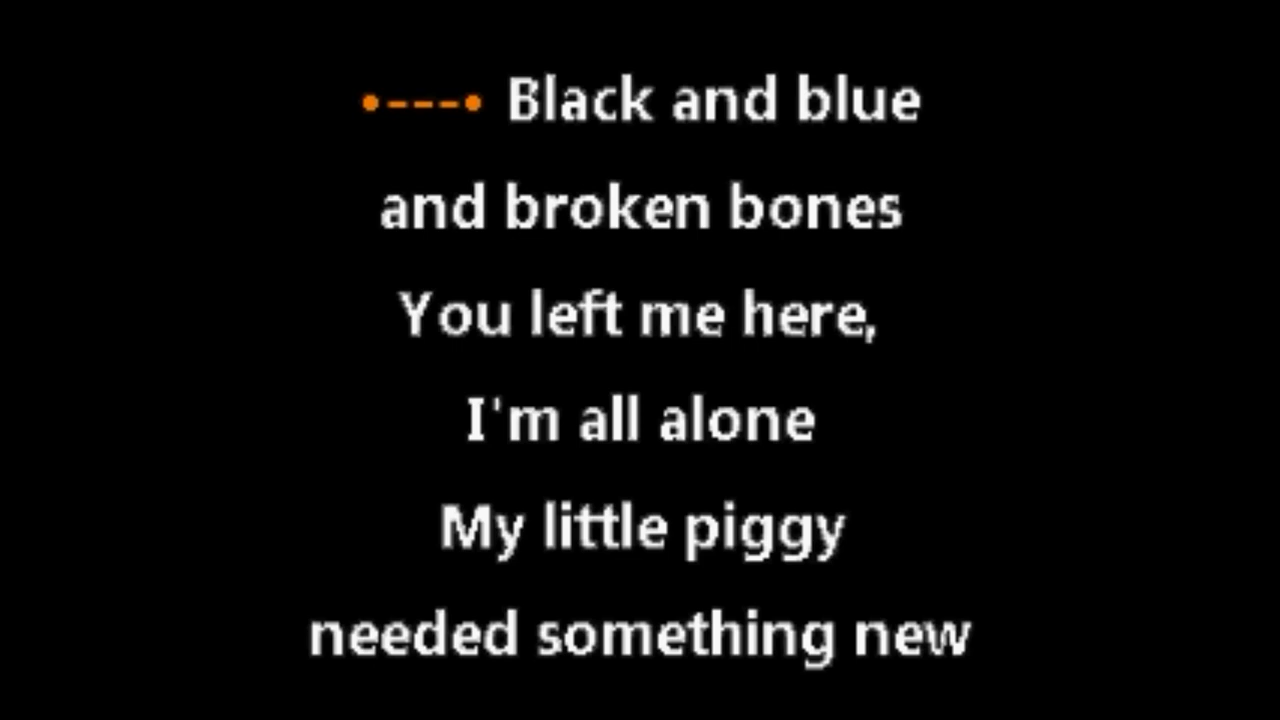 Black and blue
and broken bones
You left me here,
I'm all alone
My little piggy
needed something new